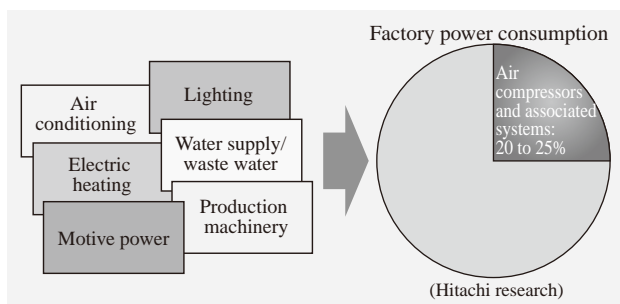 Factory power consumption
Lighting
Air
conditioning
Water supply/
waste water
Electric
heating
Production
machinery
Motive power
Air
compressors
and associated
systems:
20 to 25%
(Hitachi research)